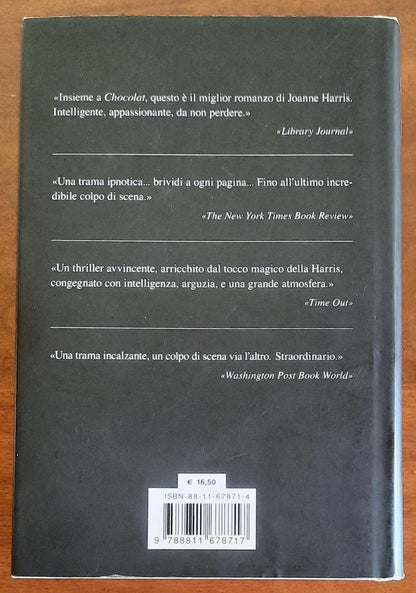 «Insieme a Chocolat, questo è il miglior romanzo di Joanne Harris.
Intelligente, appassionante, da non perdere.»
«Library Journal»
«Una trama ipnotica... brividi a ogni pagina... Fino all'ultimo incre-
dibile colpo di scena.»
«The New York Times Book Review»
«Un thriller avvincente, arricchito dal tocco magico della Harris,
congegnato con intelligenza, arguzia, e una grande atmosfera.»
«Time Out»
«Una trama incalzante, un colpo di scena via l'altro. Straordinario.»
«Washington Post Book World»
€ 16,50
ISBN 88-11-67871-4
9 788811 678717